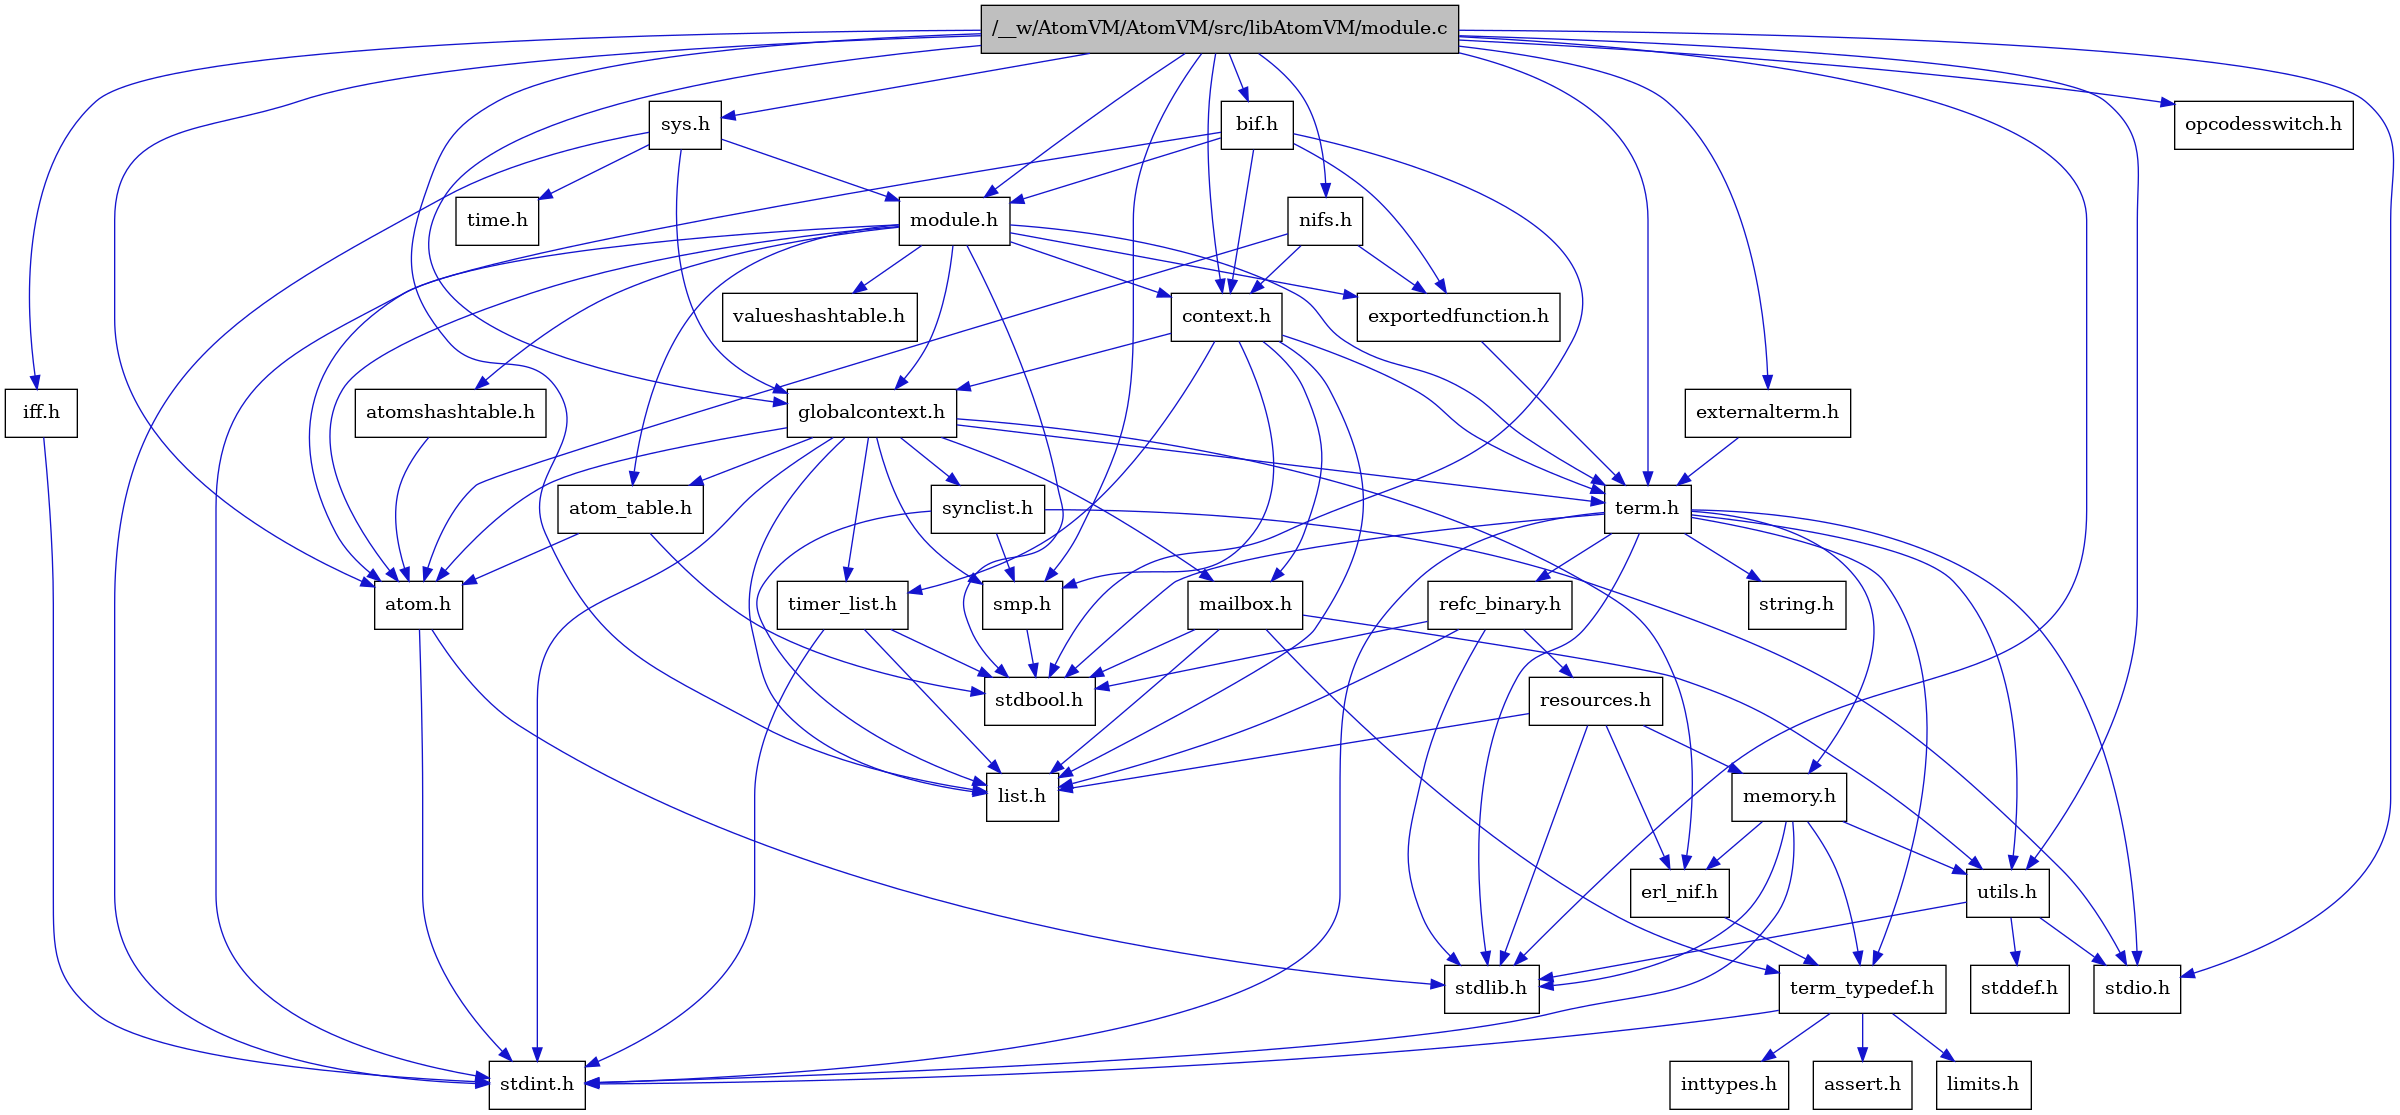 /__w/AtomVM/AtomVM/src/libAtomVM/module.c
sys.h
bif.h
opcodesswitch.h
time.h
module.h
nifs.h
valueshashtable.h
context.h
exportedfunction.h
iff.h
atomshashtable.h
globalcontext.h
externalterm.h
atom_table.h
synclist.h
term.h
atom.h
timer_list.h
smp.h
mailbox.h
refc_binary.h
string.h
stdbool.h
resources.h
list.h
memory.h
erl_nif.h
utils.h
stdlib.h
term_typedef.h
stddef.h
stdio.h
stdint.h
inttypes.h
assert.h
limits.h